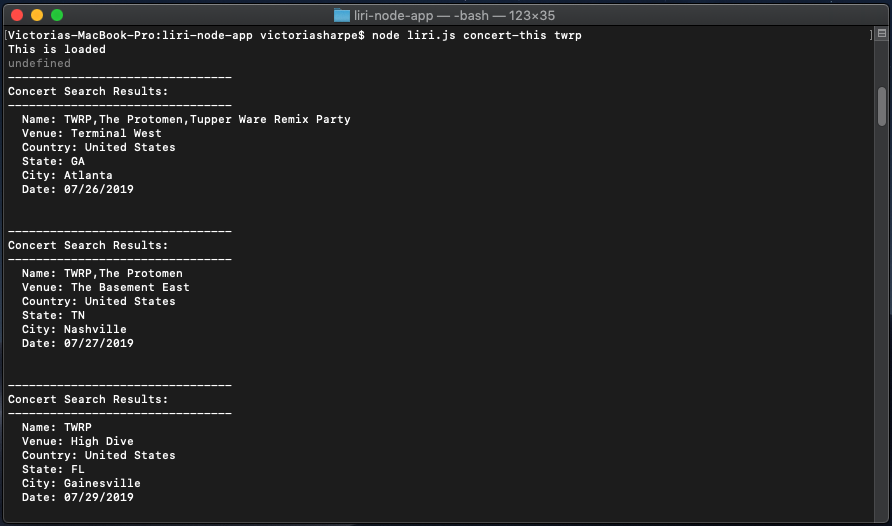 liri-node-app — -bash — 123×35
[Victorias-MacBook-Pro:liri-node-app victoriasharpe$ node liri.js concert-this twrp ]
This is loaded
undefined
--------------------------------
Concert Search Results:
--------------------------------
Name: TWRP,The Protomen,Tupper Ware Remix Party
Venue: Terminal West
Country: United States
State: GA
City: Atlanta
Date: 07/26/2019
--------------------------------
Concert Search Results:
--------------------------------
Name: TWRP,The Protomen
Venue: The Basement East
Country: United States
State: TN
City: Nashville
Date: 07/27/2019
--------------------------------
Concert Search Results:
--------------------------------
Name: TWRP
Venue: High Dive
Country: United States
State: FL
City: Gainesville
Date: 07/29/2019